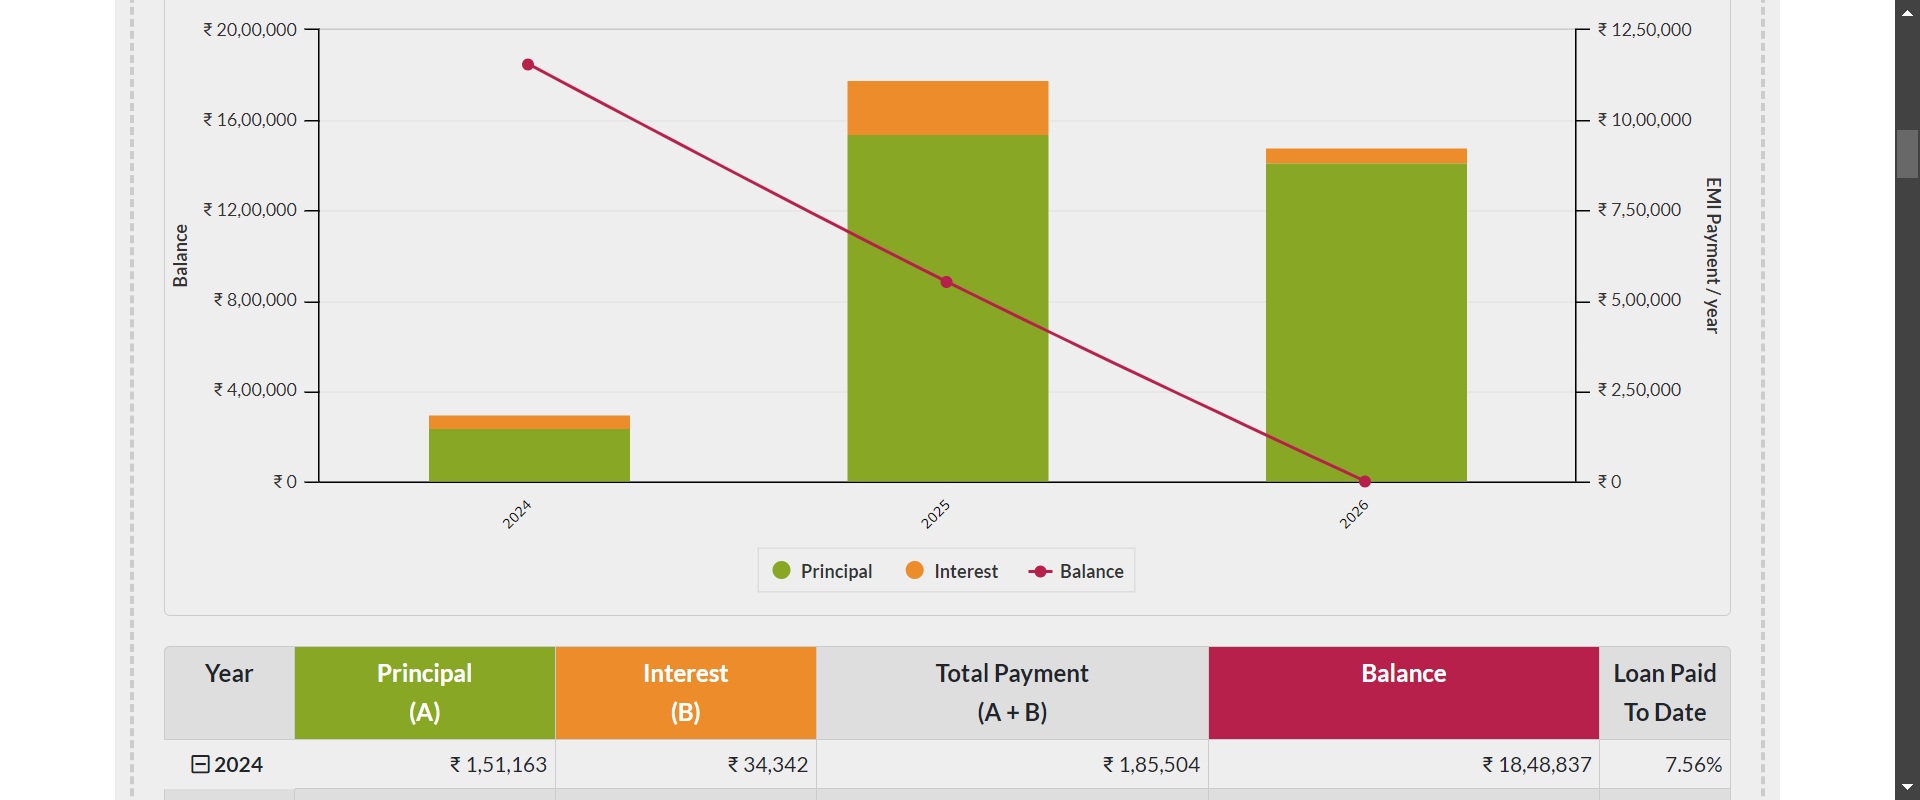 ₹ 20,00,000
₹ 16,00,000
₹ 12,00,000
₹ 8,00,000
₹ 4,00,000
₹ 0
Balance
₹ 12,50,000
₹ 10,00,000
₹ 7,50,000
₹ 5,00,000
₹ 2,50,000
₹ 0
EMI Payment / year
2024
2025
2026
Principal Interest Balance
Year Principal Interest Total Payment Balance Loan Paid
(A) (B) (A + B) To Date
2024 ₹ 1,51,163 ₹ 34,342 ₹ 1,85,504 ₹ 18,48,837 7.56%